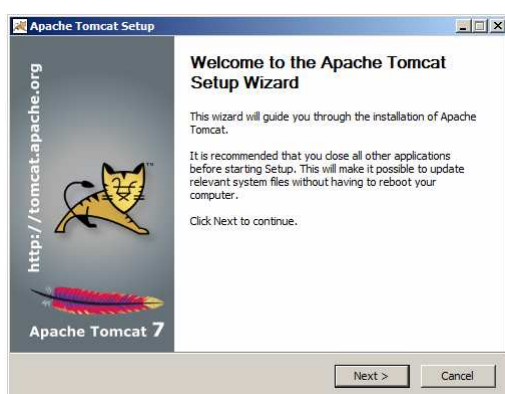 Apache Tomcat Setup
http://tomcat.apache.org
TM
Apache Tomcat 7
Welcome to the Apache Tomcat
Setup Wizard
This wizard will guide you through the installation of Apache
Tomcat.
It is recommended that you close all other applications
before starting Setup. This will make it possible to update
relevant system files without having to reboot your
computer.
Click Next to continue.
Next >
Cancel